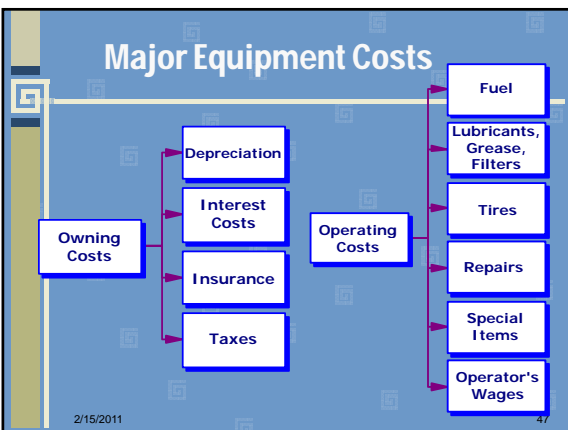 Major Equipment Costs
Owning
Costs
Depreciation
Interest
Costs
Insurance
Taxes
Operating
Costs
Fuel
Lubricants,
Grease,
Filters
Tires
Repairs
Special
Items
Operator's
Wages
2/15/2011
47